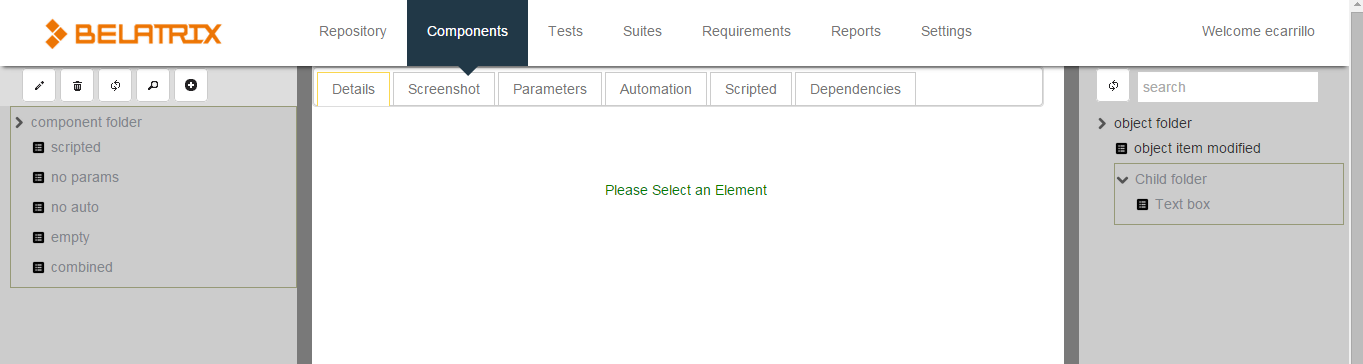 BELATRIX
Repository Components Tests Suites Requirements Reports Settings Welcome ecarrillo
Details Screenshot Parameters Automation Scripted Dependencies
component folder
scripted
no params
no auto
empty
combined
Please Select an Element
search
object folder
object item modified
Child folder
Text box